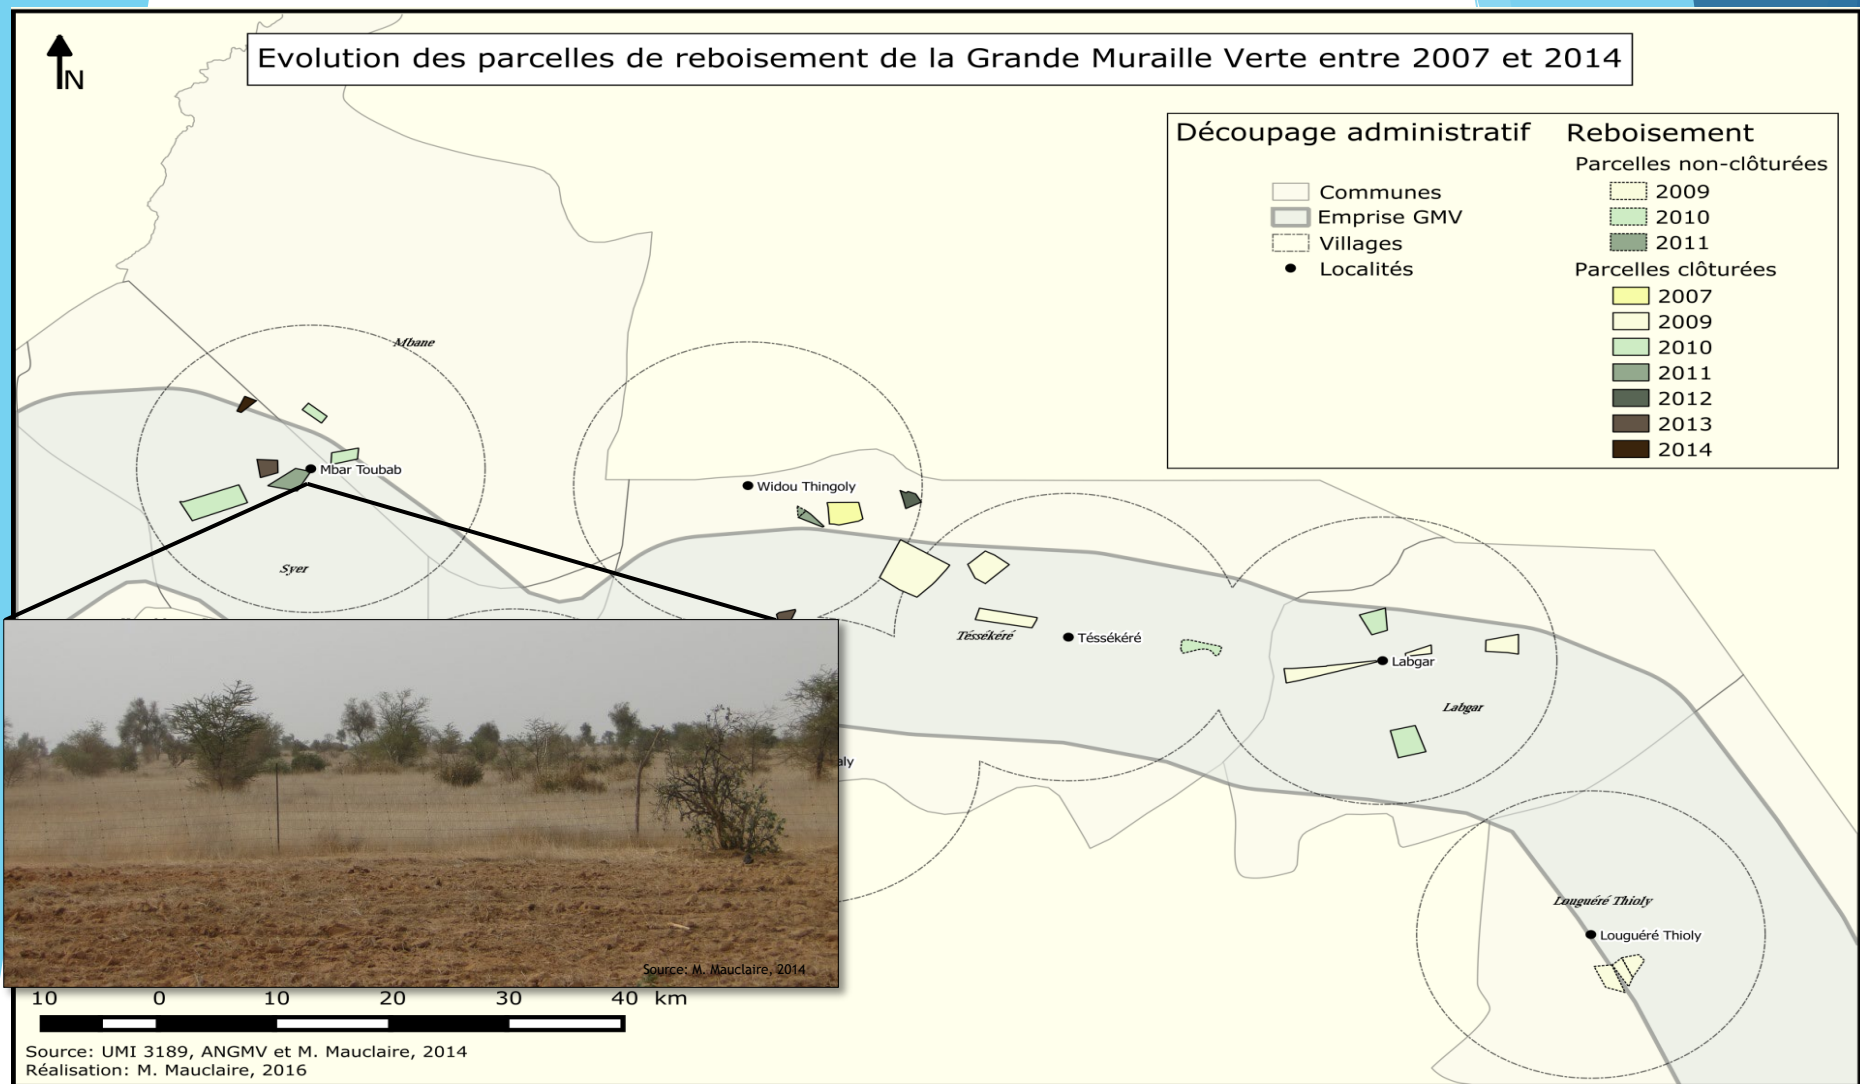 N
Evolution des parcelles de reboisement de la Grande Muraille Verte entre 2007 et 2014
Découpage administratif
Communes
Emprise GMV
Villages
Localités
Reboisement
Parcelles non-clôturées
2009
2010
2011
Parcelles clôturées
2007
2009
2010
2011
2012
2013
2014
Mbane
Mbar Toubab
Widou Thingoly
Syer
Téssékéré
Téssékéré
Labgar
Labgar
aly
Louguéré Thioly
Louguéré Thioly
Source: M. Mauclaire, 2014
10 0 10 20 30 40 km
Source: UMI 3189, ANGMV et M. Mauclaire, 2014
Réalisation: M. Mauclaire, 2016